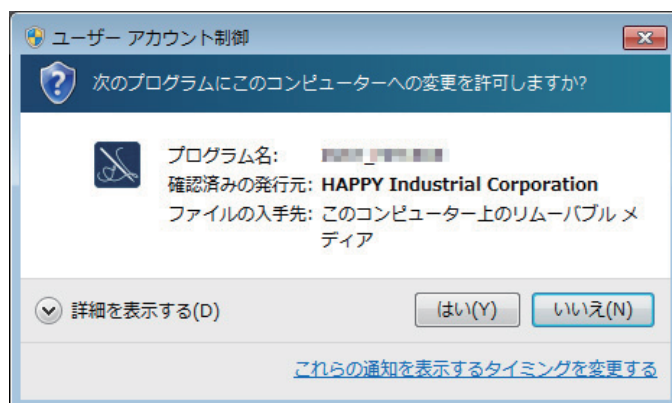 ユーザー アカウント制御
次のプログラムにこのコンピューターへの変更を許可しますか?
プログラム名:
確認済みの発行元: HAPPY Industrial Corporation
ファイルの入手先: このコンピューター上のリムーバブル メ
ディア
詳細を表示する(D)
はい(Y)
いいえ(N)
これらの通知を表示するタイミングを変更する